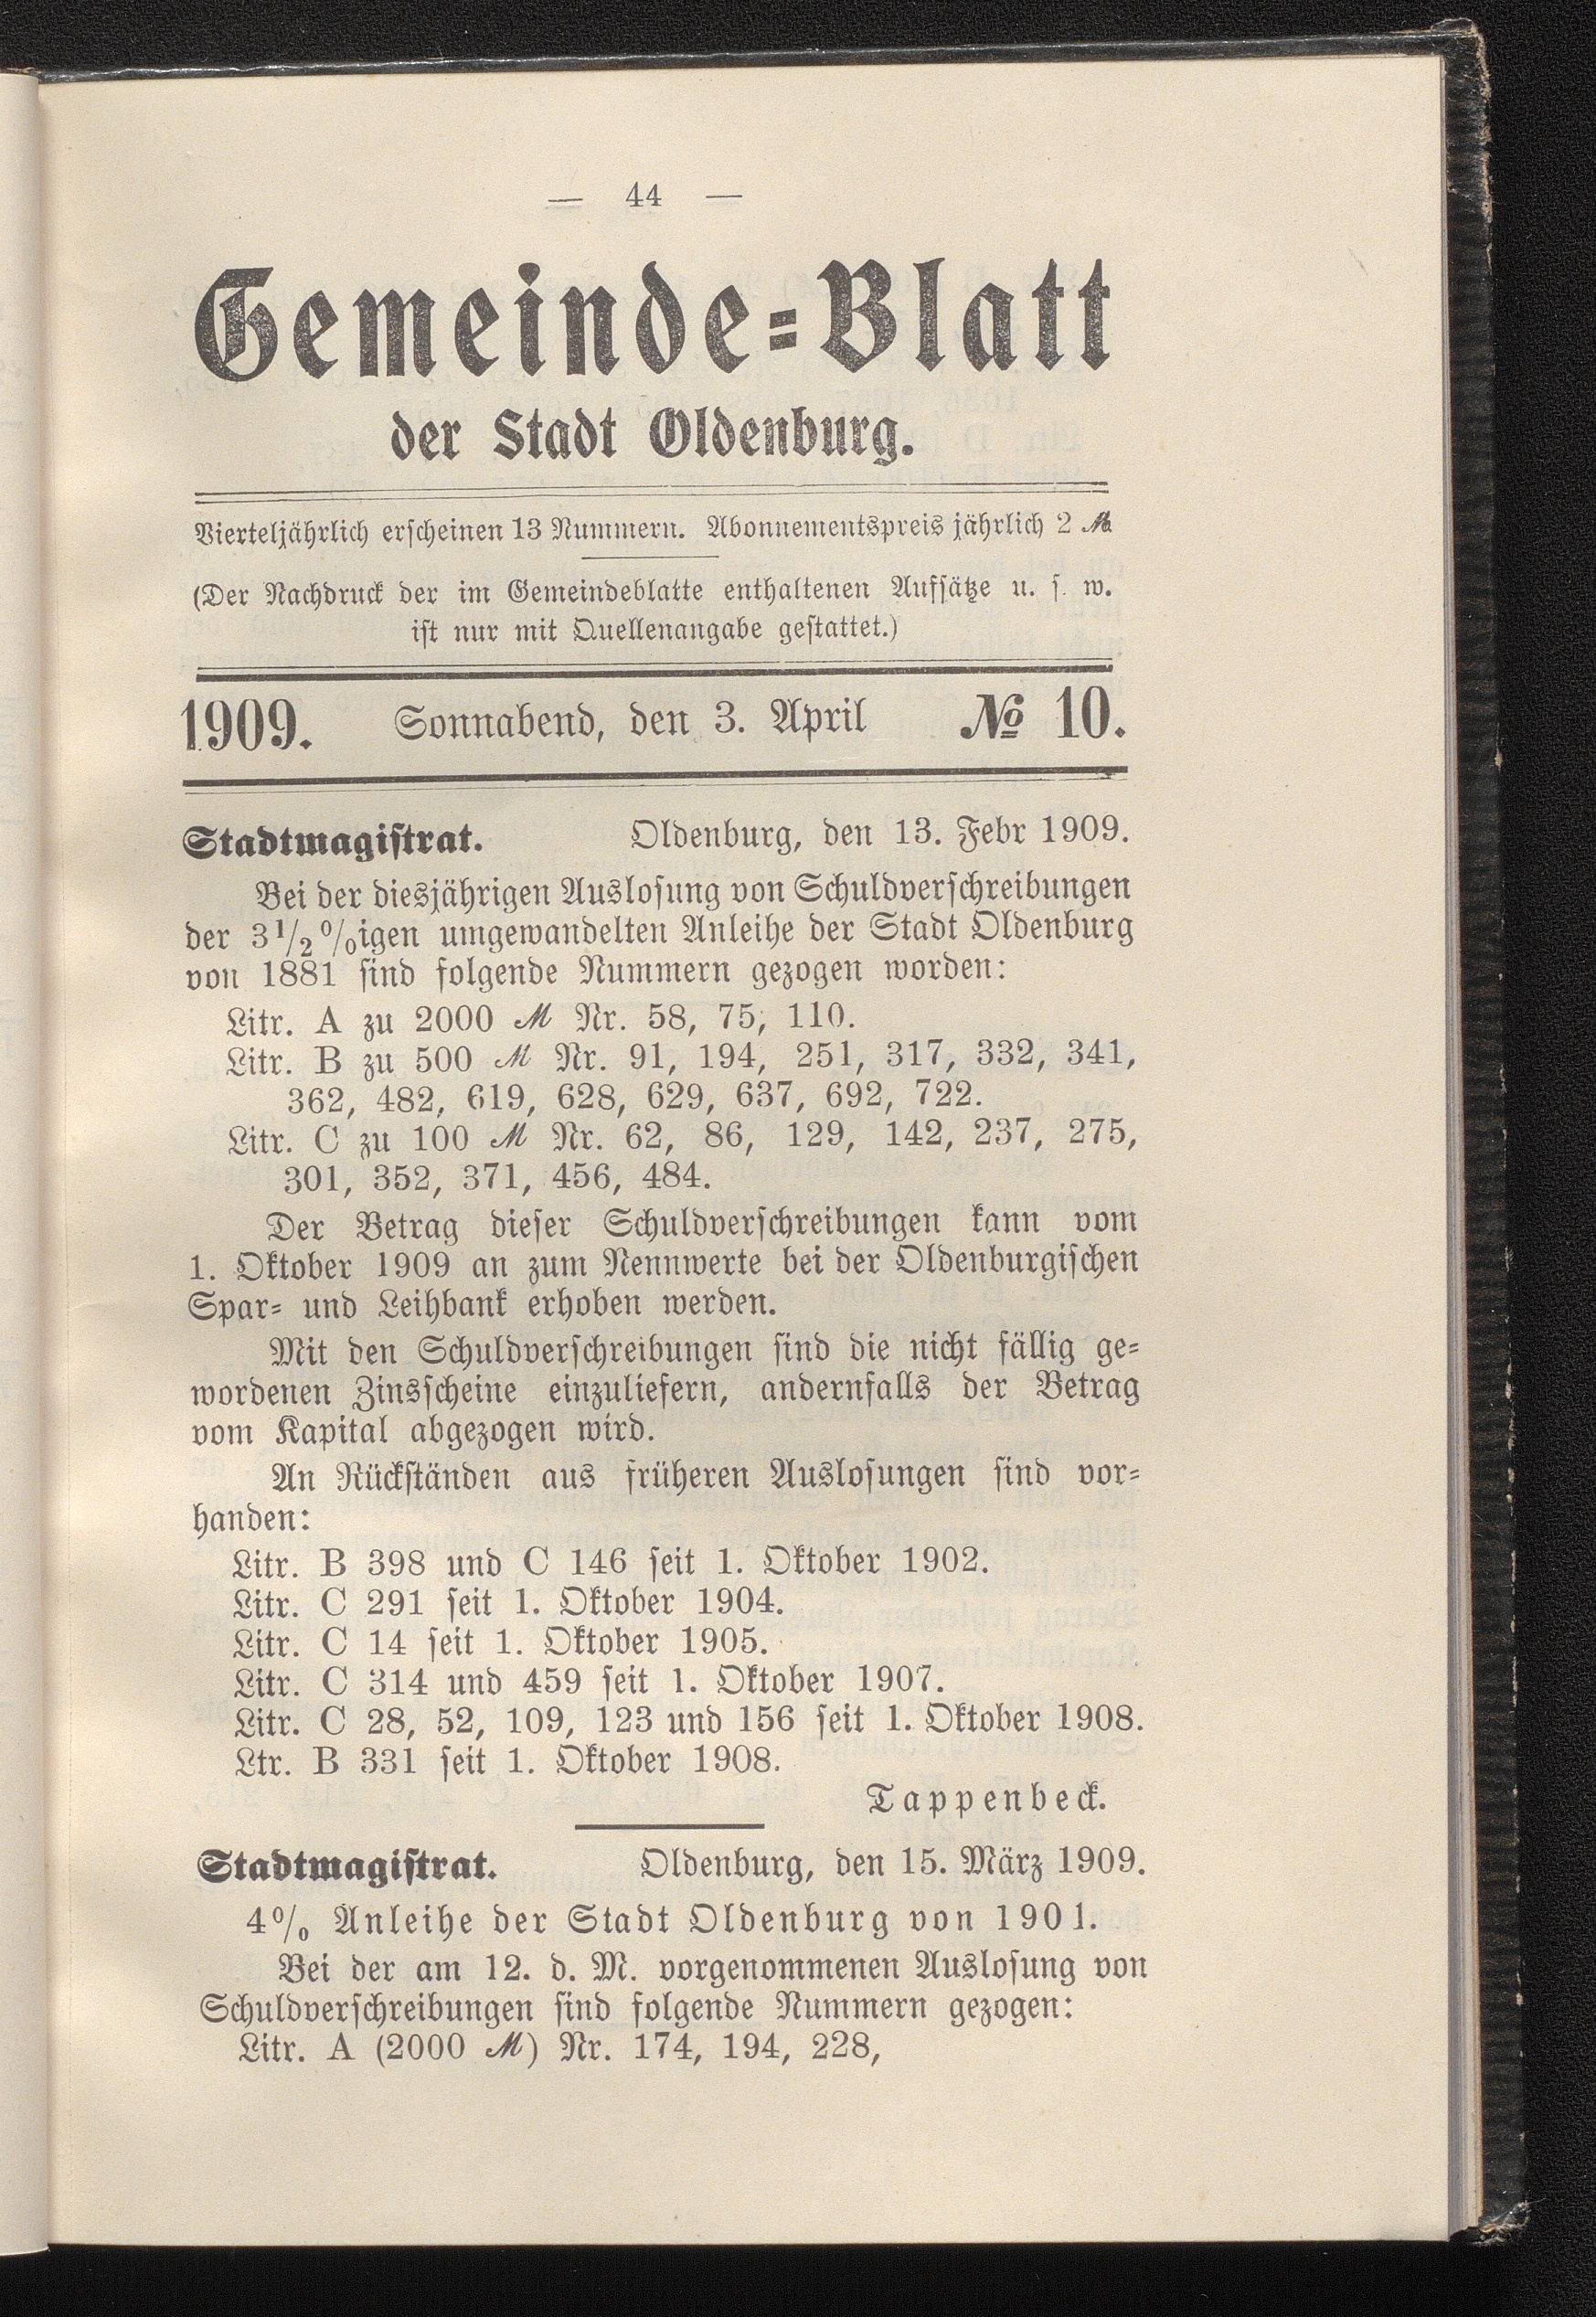 — 44 —
Gemeinde=Blatt
der Stadt Oldenburg.
Vierteljährlich erscheinen 13 Nummern. Abonnementspreis jährlich 2 ℳ
(Der Nachdruck der im Gemeindeblatte enthaltenen Aufsätze u. s. w.
ist nur mit Quellenangabe gestattet.)
1909. Sonnabend, den 3. April № 10.
Stadtmagistrat. Oldenburg, den 13. Febr 1909.
Bei der diesjährigen Auslosung von Schuldverschreibungen
der 3 1/2 %igen umgewandelten Anleihe der Stadt Oldenburg
von 1881 sind folgende Nummern gezogen worden:
Litr. A zu 2000 ℳ Nr. 58, 75, 110.
Litr. B zu 500 ℳ Nr. 91, 194, 251, 317, 332, 341,
362, 482, 619, 628, 629, 637, 692, 722.
Litr. C zu 100 ℳ Nr. 62, 86, 129, 142, 237, 275,
301, 352, 371, 456, 484.
Der Betrag dieser Schuldverschreibungen kann vom
1. Oktober 1909 an zum Nennwerte bei der Oldenburgischen
Spar= und Leihbank erhoben werden.
Mit den Schuldverschreibungen sind die nicht fällig ge=
wordenen Zinsscheine einzuliefern, andernfalls der Betrag
vom Kapital abgezogen wird.
An Rückständen aus früheren Auslosungen sind vor=
handen:
Litr. B 398 und C 146 seit 1. Oktober 1902.
Litr. C 291 seit 1. Oktober 1904.
Litr. C 14 seit 1. Oktober 1905.
Litr. C 314 und 459 seit 1. Oktober 1907.
Litr. C 28, 52, 109, 123 und 156 seit 1. Oktober 1908.
Ltr. B 331 seit 1. Oktober 1908.
Tappenbeck.
Stadtmagistrat. Oldenburg, den 15. März 1909.
4% Anleihe der Stadt Oldenburg von 1901.
Bei der am 12. d. M. vorgenommenen Auslosung von
Schuldverschreibungen sind folgende Nummern gezogen:
Litr. A (2000 ℳ) Nr. 174, 194, 228,